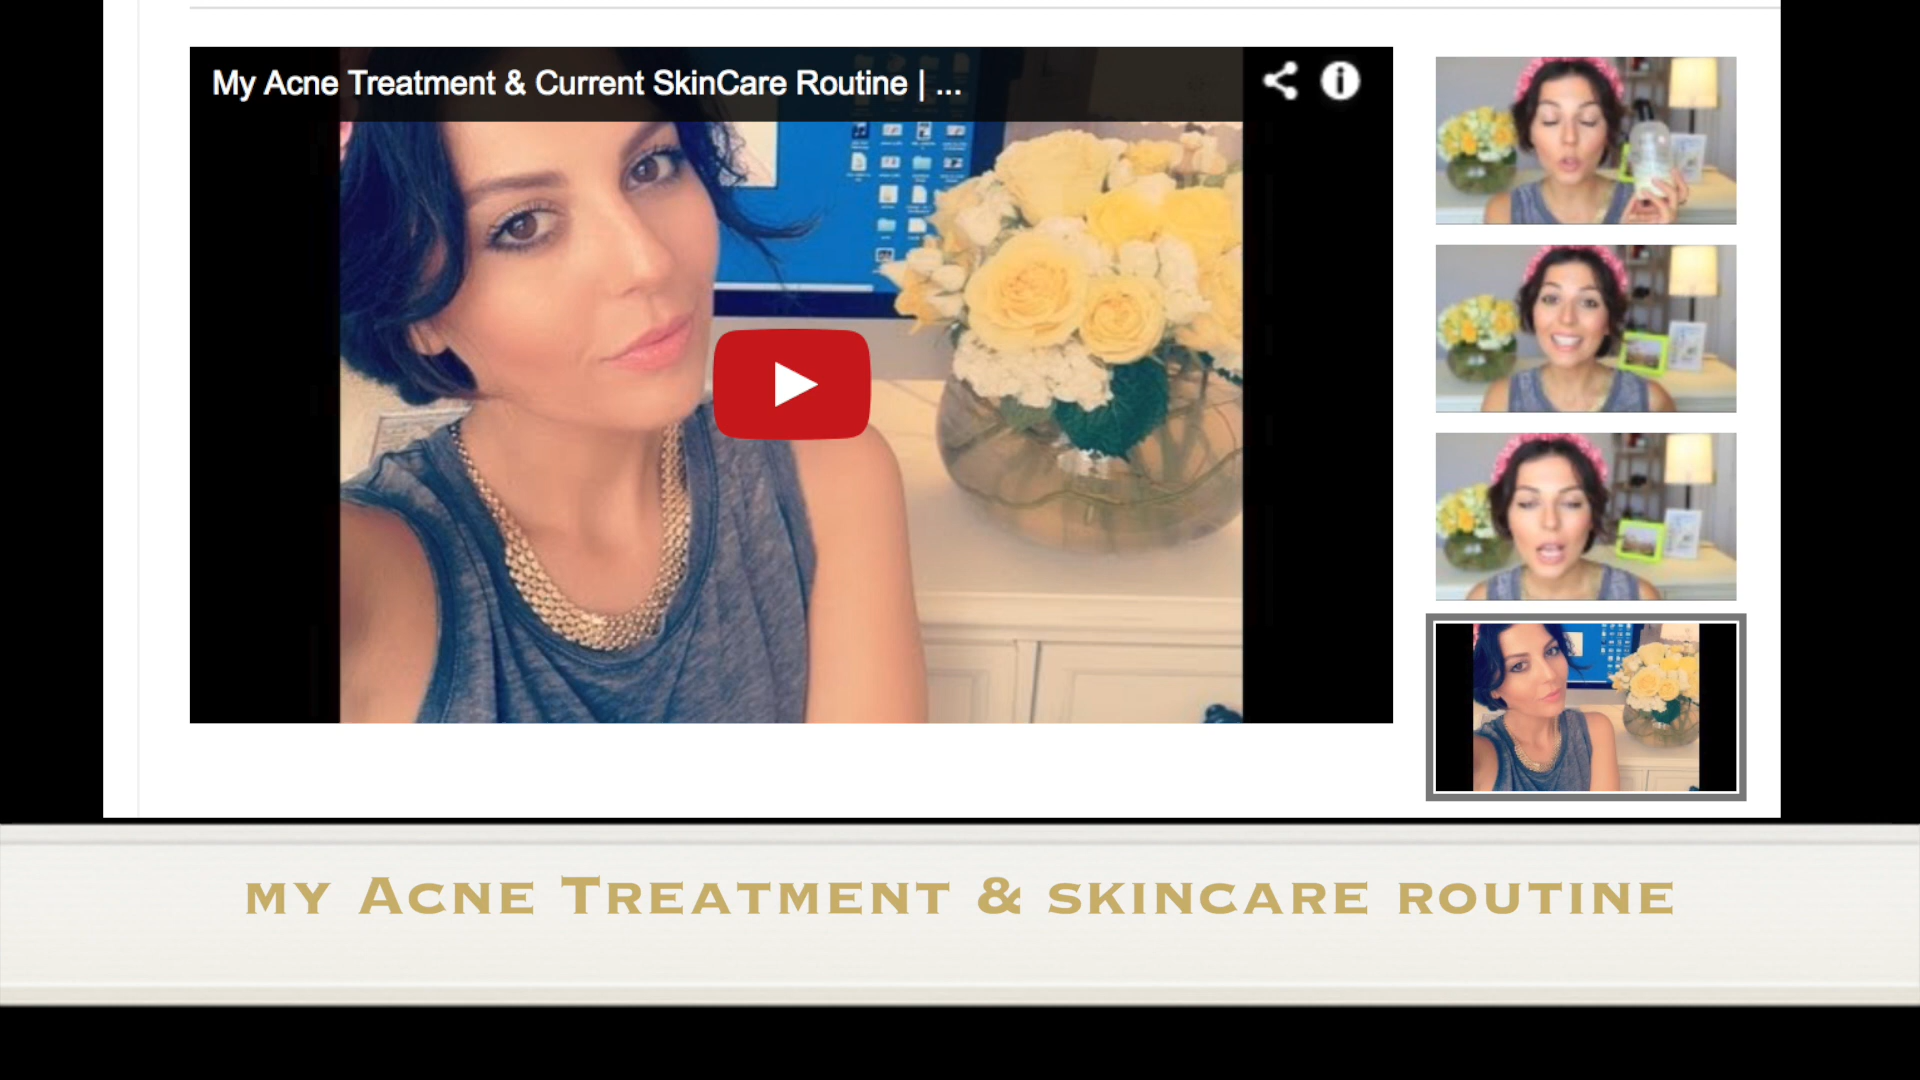 My Acne Treatment & Current SkinCare Routine | ...
MY ACNE TREATMENT & SKINCARE ROUTINE